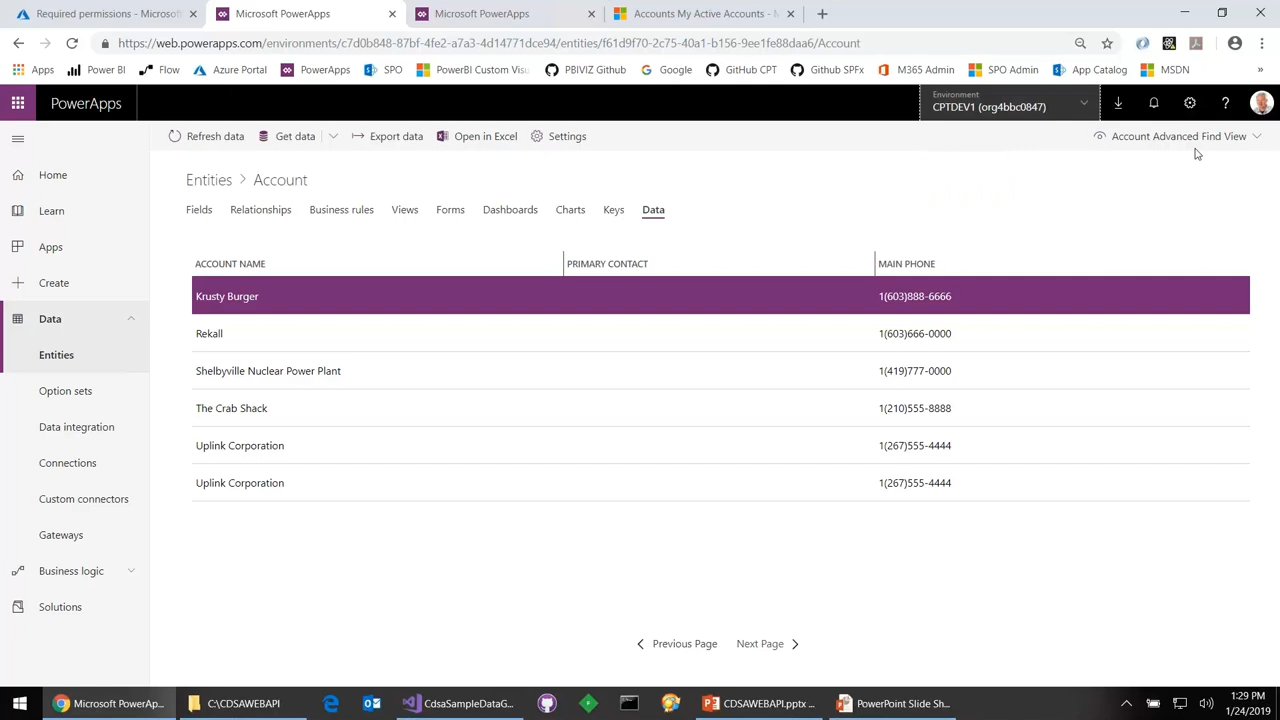 Required permissions - Microsof
Microsoft PowerApps
Microsoft PowerApps
Accounts My Active Accounts - M
https://web.powerapps.com/environments/c7d0b848-87bf-4fe2-a7a3-4d14771dce94/entities/f61d9f70-2c75-40a1-b156-9ee1fe88daa6/Account
Apps
Power BI
Flow
Azure Portal
PowerApps
SPO
PowerBI Custom Visu
PBIVIZ Github
Google
GitHub CPT
Github SPFx
M365 Admin
SPO Admin
App Catalog
MSDN
»
PowerApps
Environment
CPTDEV1 (org4bbc0847)
Refresh data
Get data
Export data
Open in Excel
Settings
Account Advanced Find View
Home
Learn
Apps
Create
Data
Entities
Option sets
Data integration
Connections
Custom connectors
Gateways
Business logic
Solutions
Entities > Account
Fields Relationships Business rules Views Forms Dashboards Charts Keys Data
ACCOUNT NAME PRIMARY CONTACT MAIN PHONE
Krusty Burger 1(603)888-6666
Rekall 1(603)666-0000
Shelbyville Nuclear Power Plant 1(419)777-0000
The Crab Shack 1(210)555-8888
Uplink Corporation 1(267)555-4444
Uplink Corporation 1(267)555-4444
Previous Page Next Page
Microsoft PowerAp...
C:\CDSAWEBAPI
CdsaSampleDataG...
CDSAWEBAPI.pptx ...
PowerPoint Slide Sh...
1:29 PM
1/24/2019